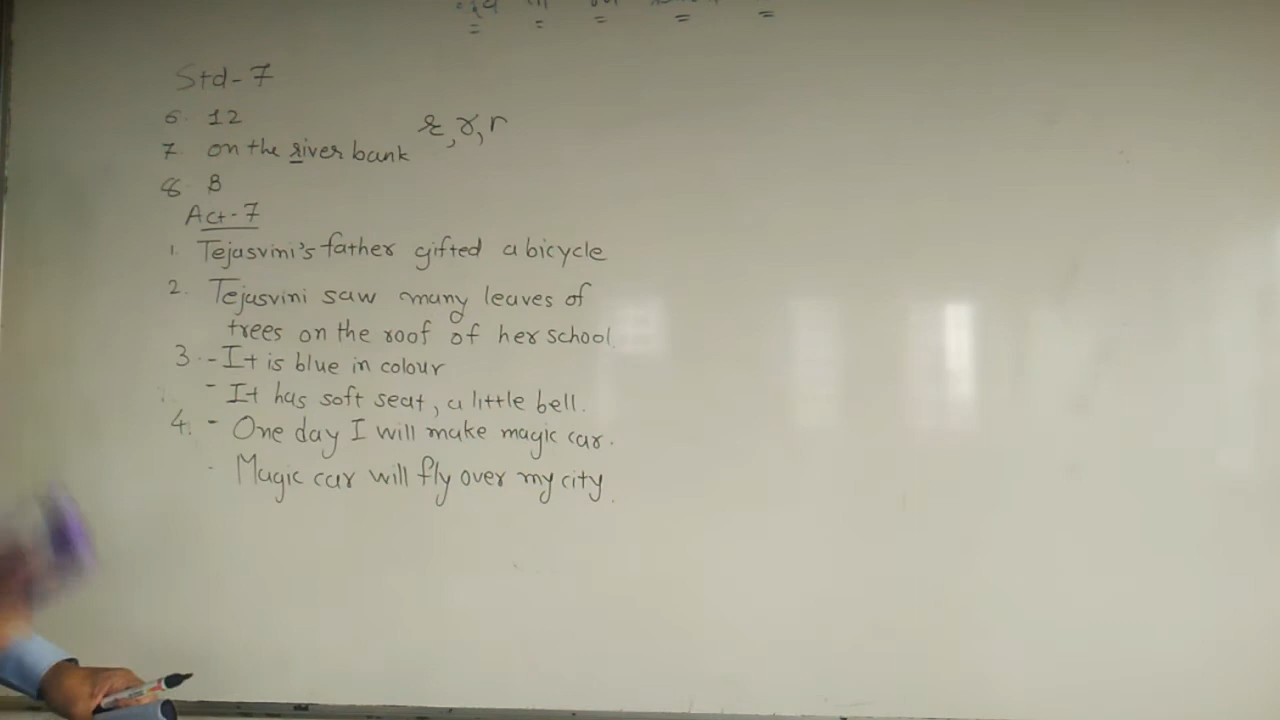 Std-7
6. 12
r, r, r
7 on the river bank
8 B
Act-7
1. Tejasvini's father gifted a bicycle
2. Tejasvini saw many leaves of
trees on the roof of her school.
3. - It is blue in colour
- It has soft seat, a little bell.
4. - One day I will make magic car.
- Magic car will fly over my city.